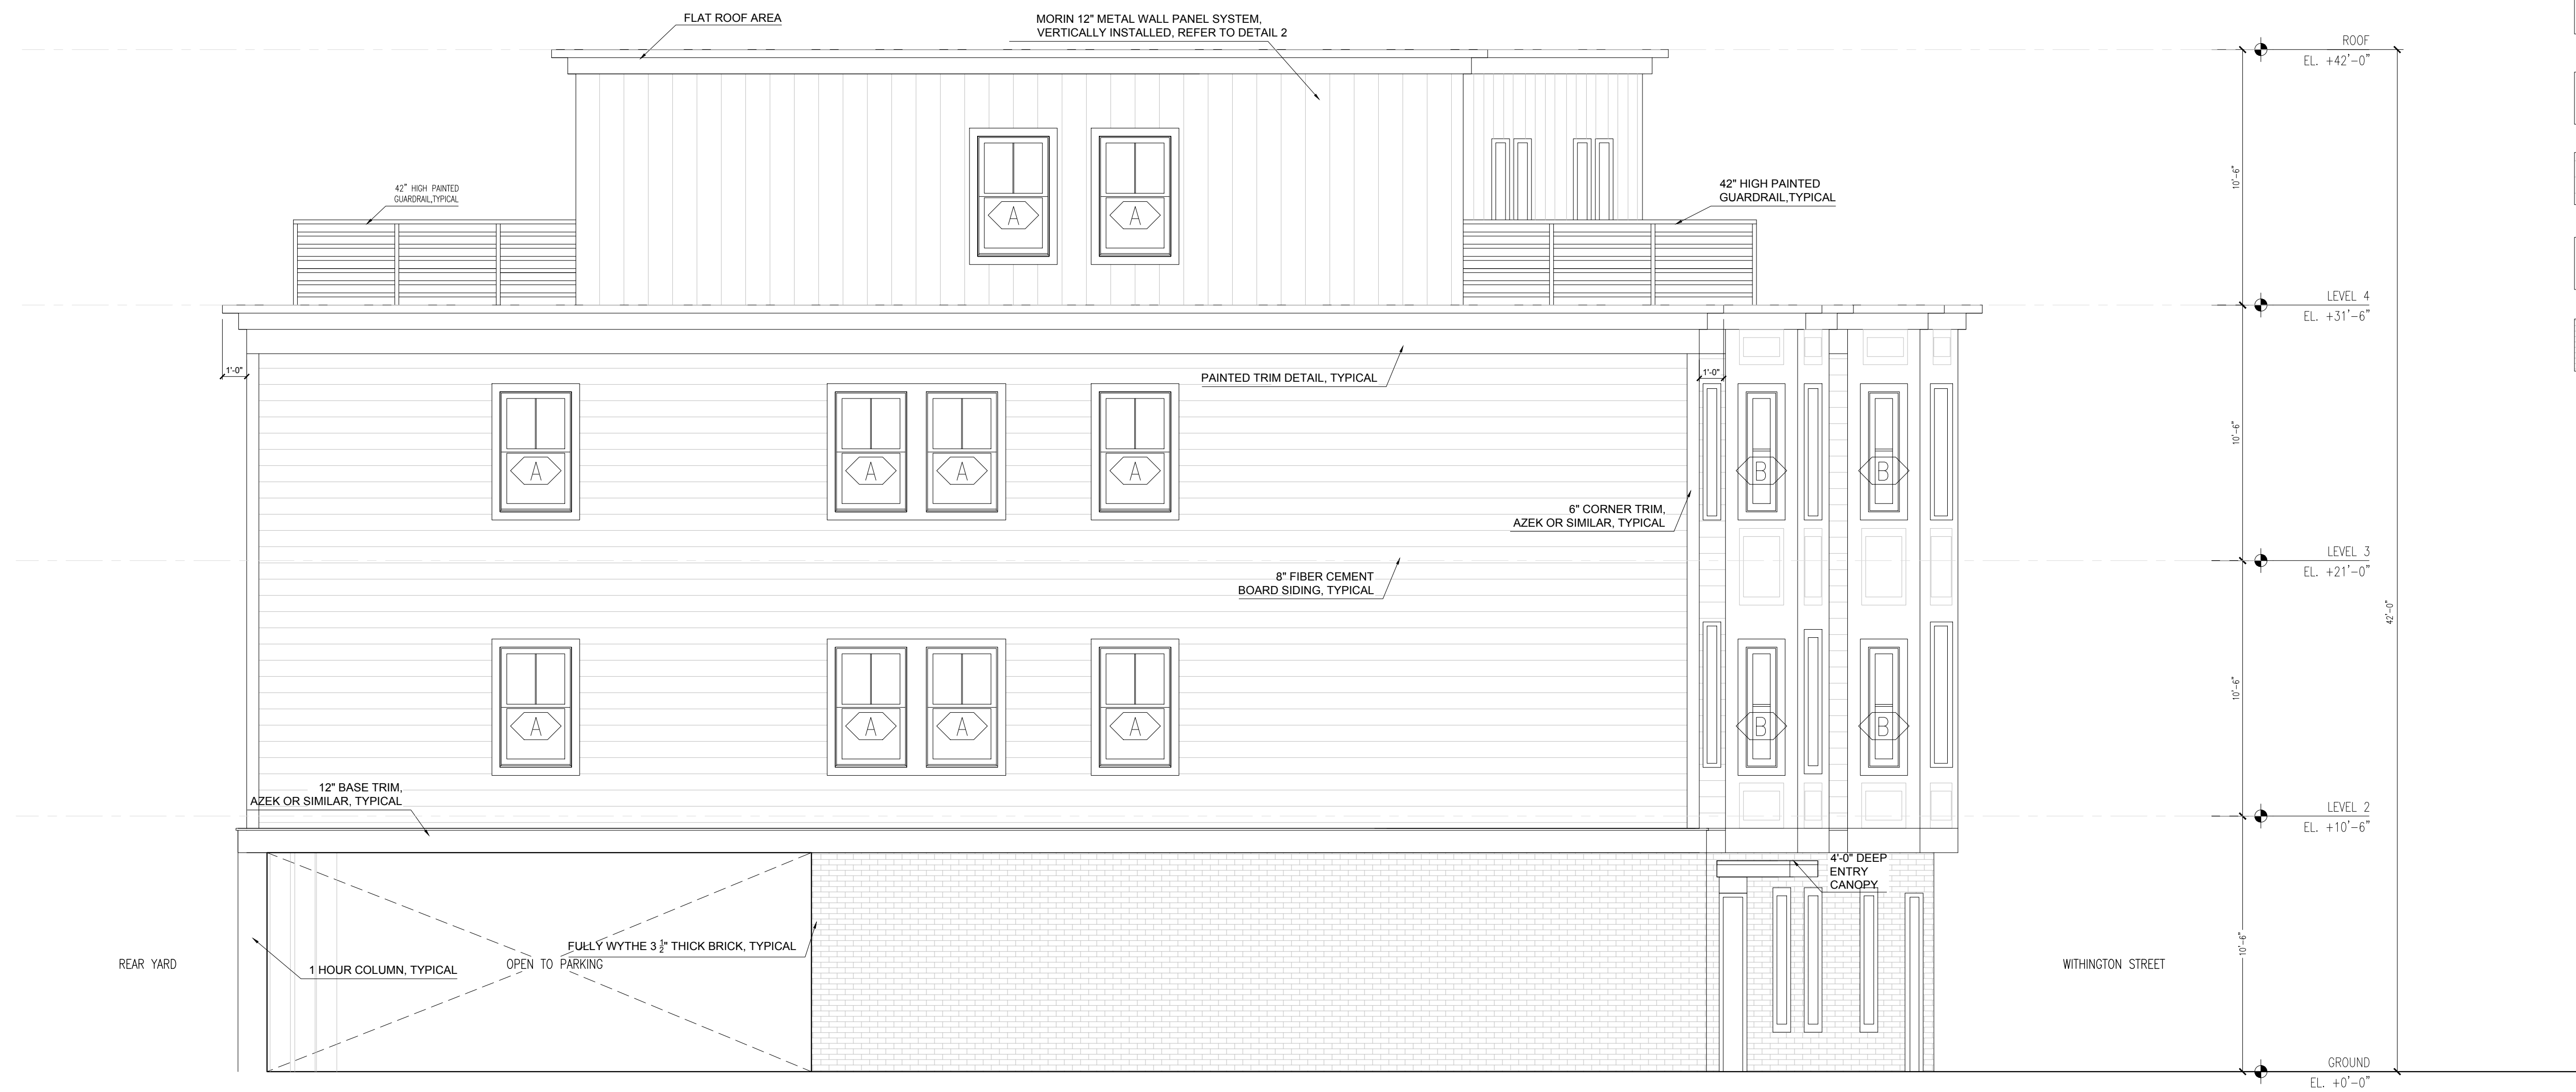 FLAT ROOF AREA
MORIN 12" METAL WALL PANEL SYSTEM,
VERTICALLY INSTALLED, REFER TO DETAIL 2
ROOF
EL. +42'-0"
10'-6"
42" HIGH PAINTED
GUARDRAIL,TYPICAL
42" HIGH PAINTED
GUARDRAIL,TYPICAL
A
A
LEVEL 4
EL. +31'-6"
1'-0"
PAINTED TRIM DETAIL, TYPICAL
1'-0"
10'-6"
A
A
A
A
B
B
6" CORNER TRIM,
AZEK OR SIMILAR, TYPICAL
LEVEL 3
EL. +21'-0"
8" FIBER CEMENT
BOARD SIDING, TYPICAL
42'-0"
10'-6"
A
A
A
A
B
B
12" BASE TRIM,
AZEK OR SIMILAR, TYPICAL
LEVEL 2
EL. +10'-6"
4'-0" DEEP
ENTRY
CANOPY
10'-6"
FULLY WYTHE 3 1/2" THICK BRICK, TYPICAL
REAR YARD
1 HOUR COLUMN, TYPICAL
OPEN TO PARKING
WITHINGTON STREET
GROUND
EL. +0'-0"